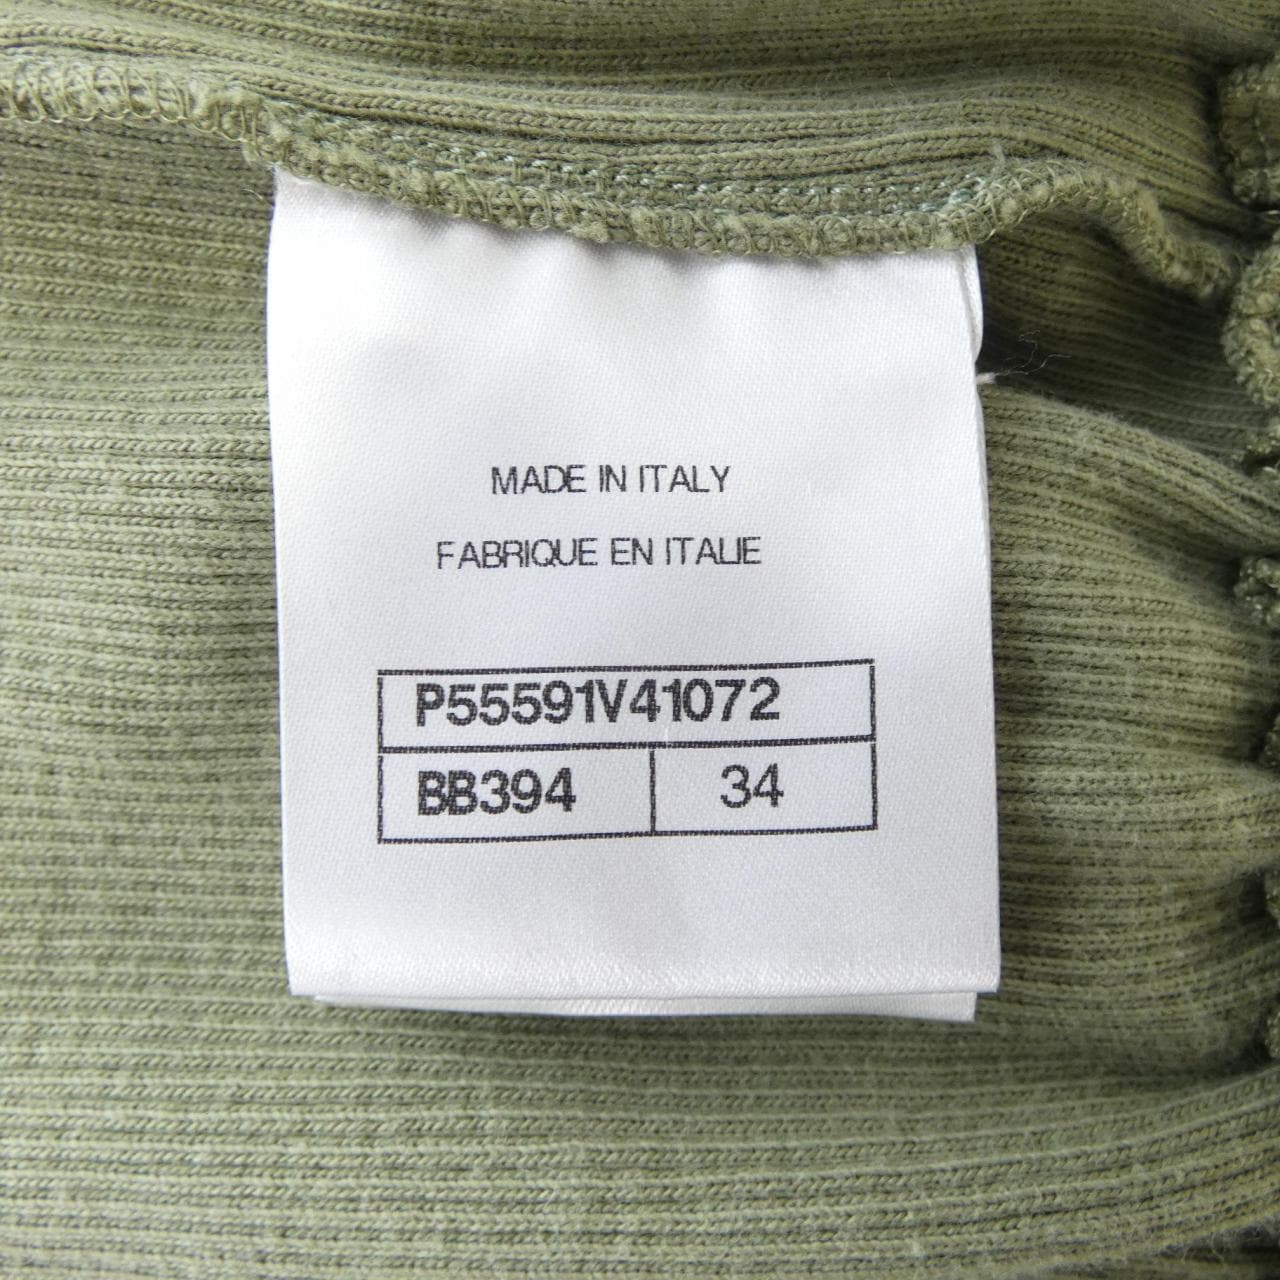 MADE IN ITALY
FABRIQUE EN ITALIE
P55591V41072
BB394 34